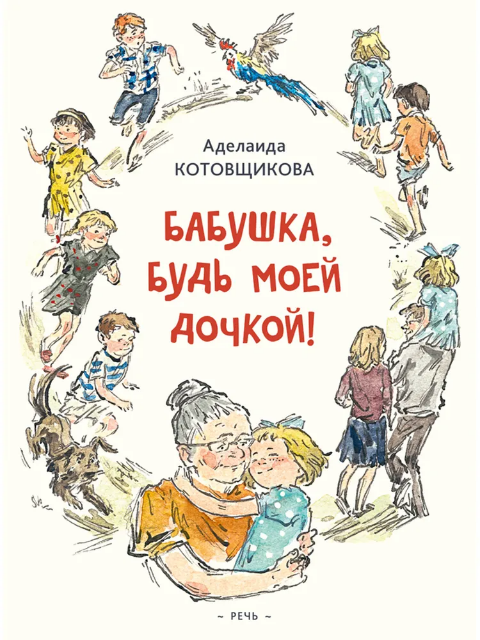 Аделаида
КОТОВЩИКОВА
БАБУШКА,
БУДЬ МОЕЙ
ДОЧКОЙ!
~ РЕЧЬ ~